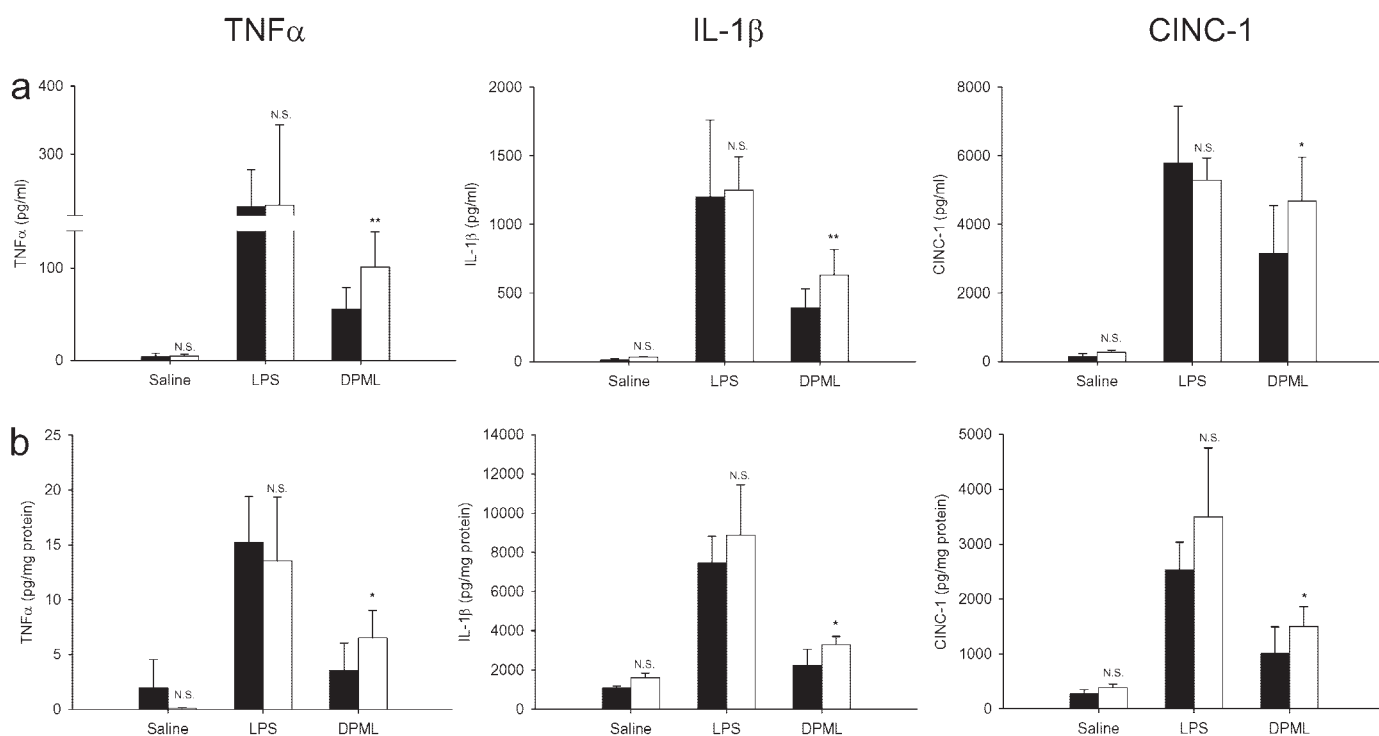 TNFα
IL-1β
CINC-1
a
TNFα (pg/ml)
400
300
100
0
N.S.
N.S.
**
Saline
LPS
DPML
IL-1β (pg/ml)
2000
1500
1000
500
0
N.S.
N.S.
**
Saline
LPS
DPML
CINC-1 (pg/ml)
8000
6000
4000
2000
0
N.S.
N.S.
*
Saline
LPS
DPML
b
TNFα (pg/mg protein)
25
20
15
10
5
0
N.S.
N.S.
*
Saline
LPS
DPML
IL-1β (pg/mg protein)
14000
12000
10000
8000
6000
4000
2000
0
N.S.
N.S.
*
Saline
LPS
DPML
CINC-1 (pg/mg protein)
5000
4000
3000
2000
1000
0
N.S.
N.S.
*
Saline
LPS
DPML